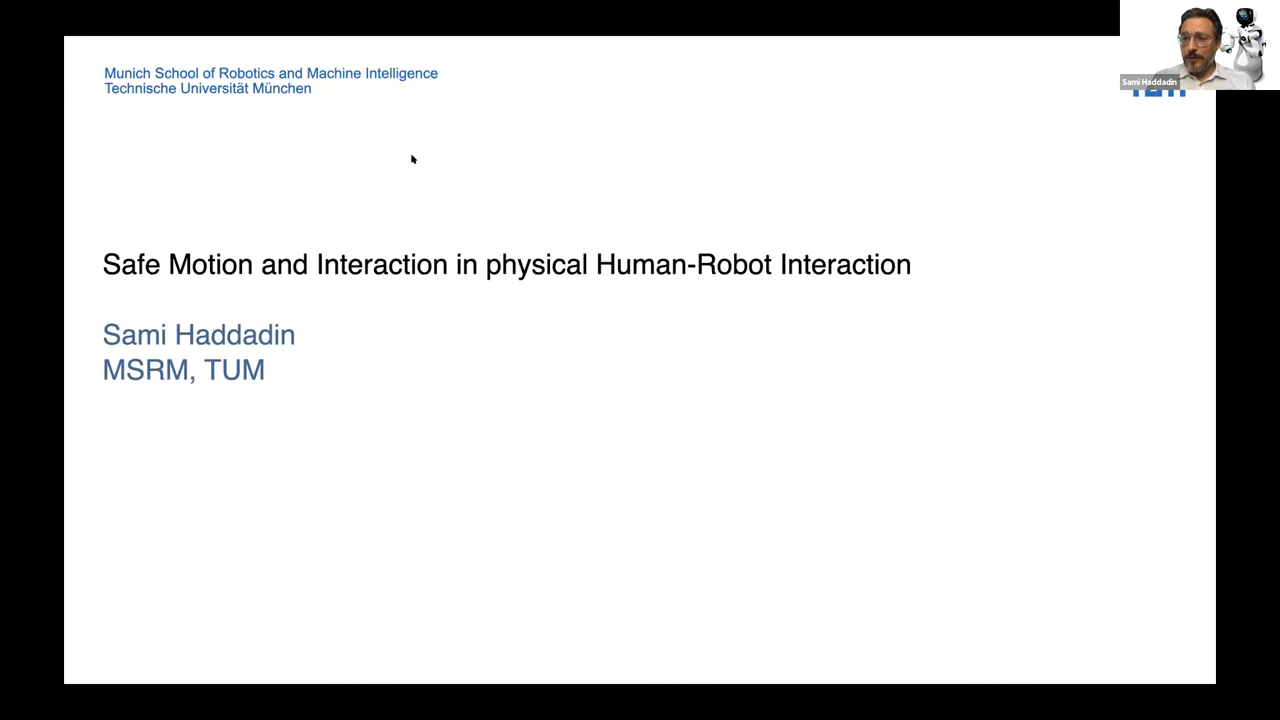 Munich School of Robotics and Machine Intelligence
Technische Universität München
Sami Haddadin
Safe Motion and Interaction in physical Human-Robot Interaction
Sami Haddadin
MSRM, TUM